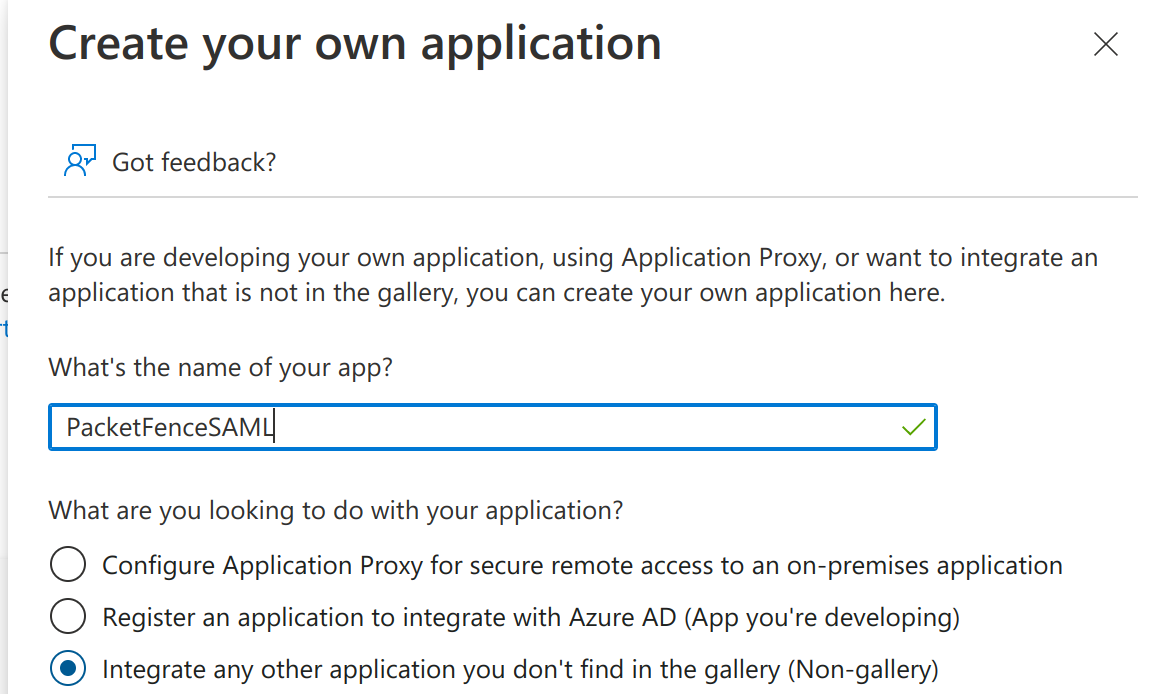 Create your own application
Got feedback?
If you are developing your own application, using Application Proxy, or want to integrate an
application that is not in the gallery, you can create your own application here.
What's the name of your app?
PacketFenceSAML
What are you looking to do with your application?
Configure Application Proxy for secure remote access to an on-premises application
Register an application to integrate with Azure AD (App you're developing)
Integrate any other application you don't find in the gallery (Non-gallery)